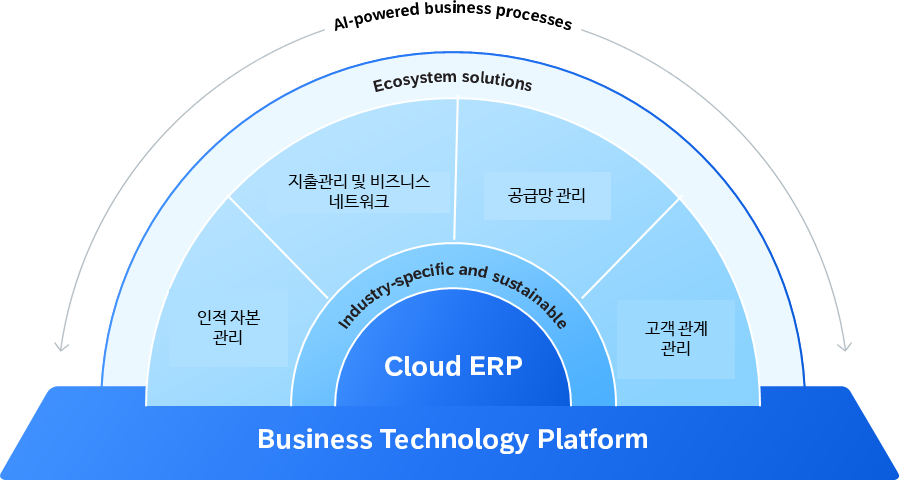 AI-powered business processes
Ecosystem solutions
지출관리 및 비즈니스
네트워크
공급망 관리
인적 자본
관리
고객 관계
관리
Industry-specific and sustainable
Cloud ERP
Business Technology Platform